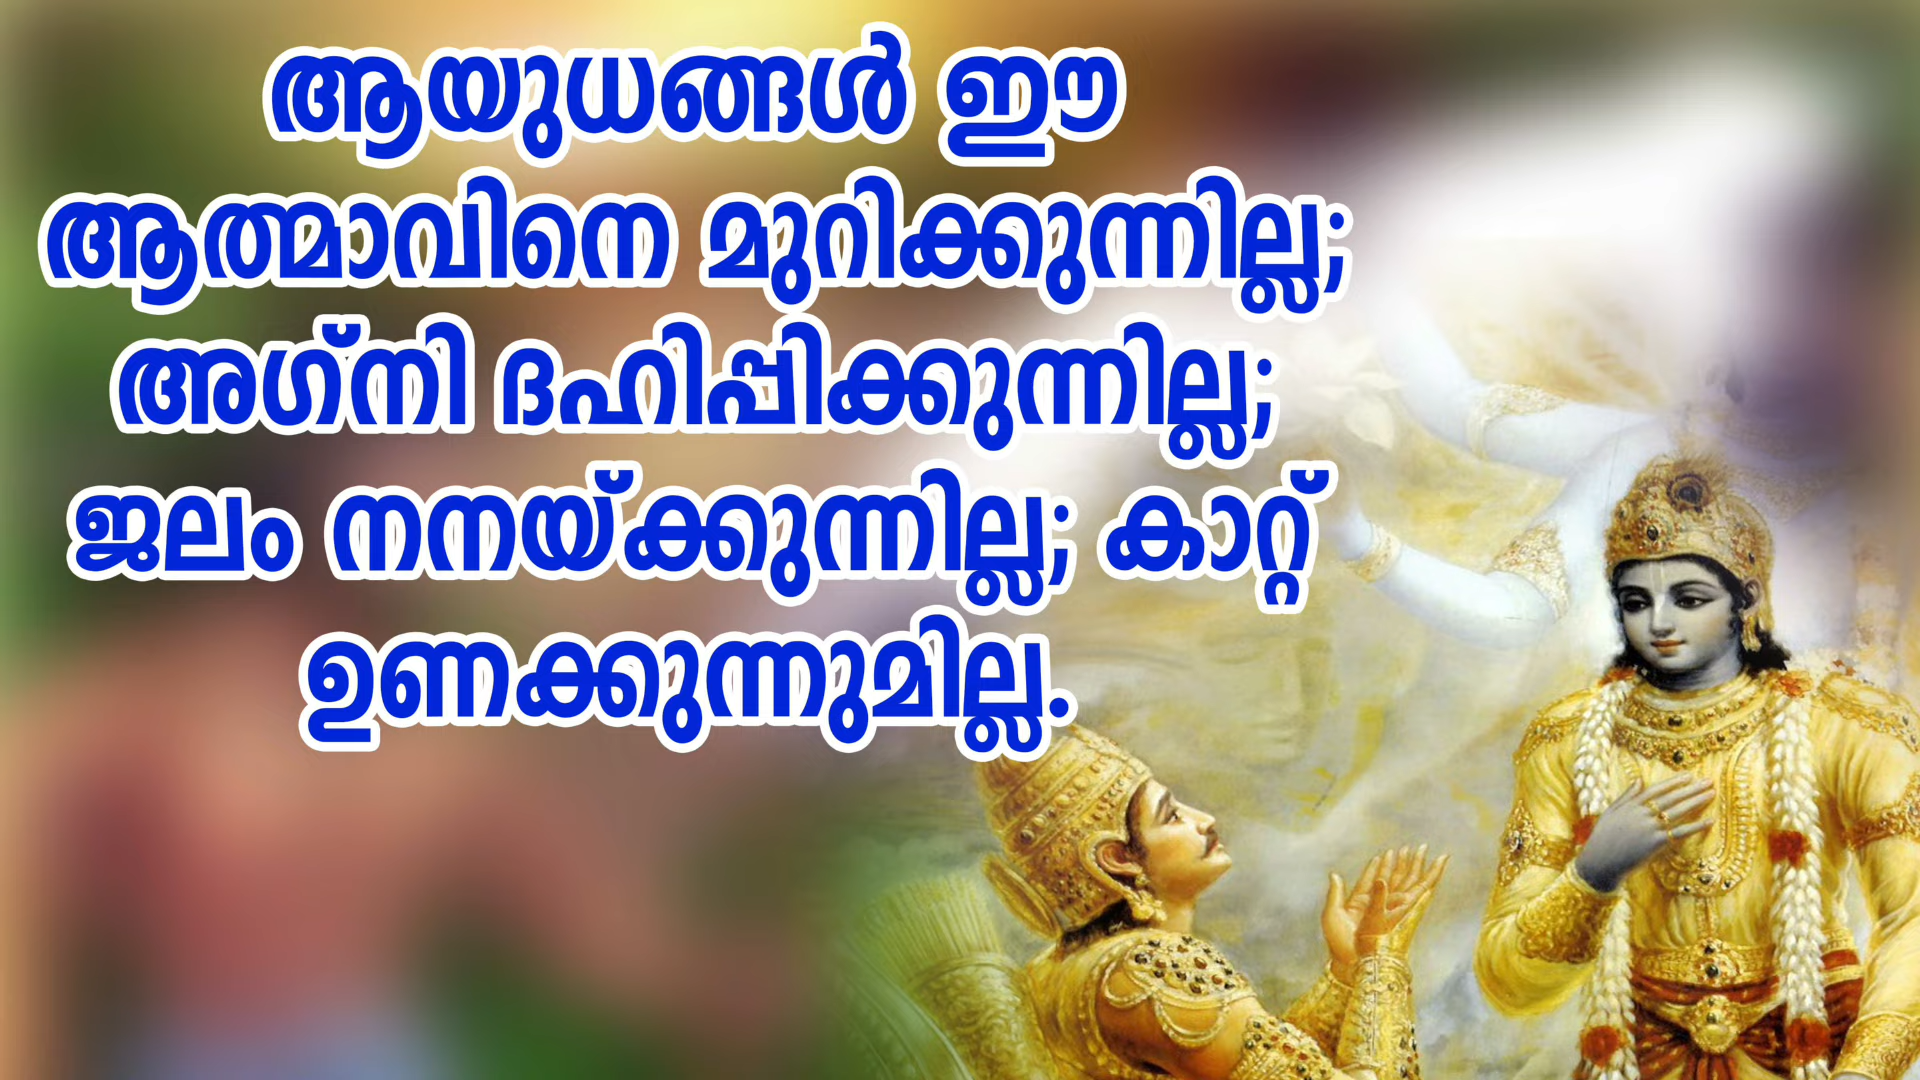 ആയുധങ്ങൾ ഈ
ആത്മാവിനെ മുറിക്കുന്നില്ല;
അഗ്‌നി ദഹിപ്പിക്കുന്നില്ല;
ജലം നനയ്ക്കുന്നില്ല; കാറ്റ്
ഉണക്കുന്നുമില്ല.